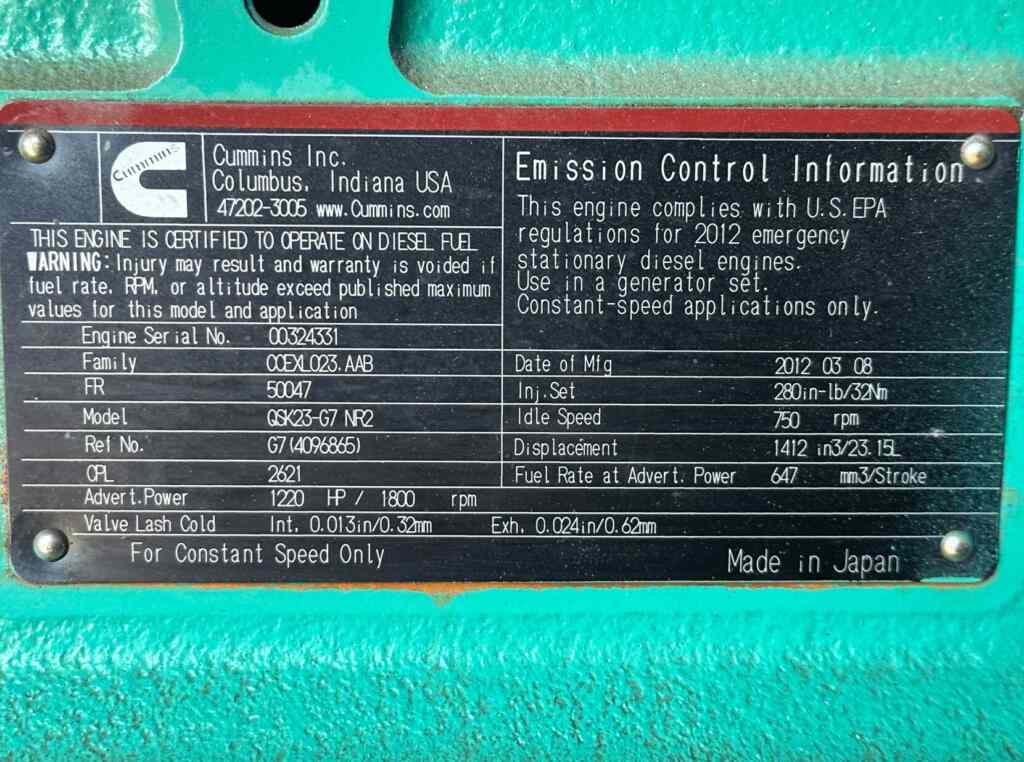 Cummins
Cummins Inc.
Columbus, Indiana USA
47202-3005 www.Cummins.com
THIS ENGINE IS CERTIFIED TO OPERATE ON DIESEL FUEL
WARNING: Injury may result and warranty is voided if
fuel rate. RPM. or altitude exceed published maximum
values for this model and application
Engine Serial No. 00324331
Family CCEXL023.AAB
FR 50047
Model QSK23-G7 NR2
Ref No. G7(4096865)
CPL 2621
Emission Control Information
This engine complies with U.S.EPA
regulations for 2012 emergency
stationary diesel engines.
Use in a generator set.
Constant-speed applications only.
Date of Mfg 2012 03 08
Inj.Set 280in-lb/32Nm
Idle Speed 750 rpm
Displacement 1412 in3/23.15L
Fuel Rate at Advert. Power 647 mm3/Stroke
Advert.Power 1220 HP / 1800 rpm
Valve Lash Cold Int. 0.013in/0.32mm Exh. 0.024in/0.62mm
For Constant Speed Only
Made in Japan